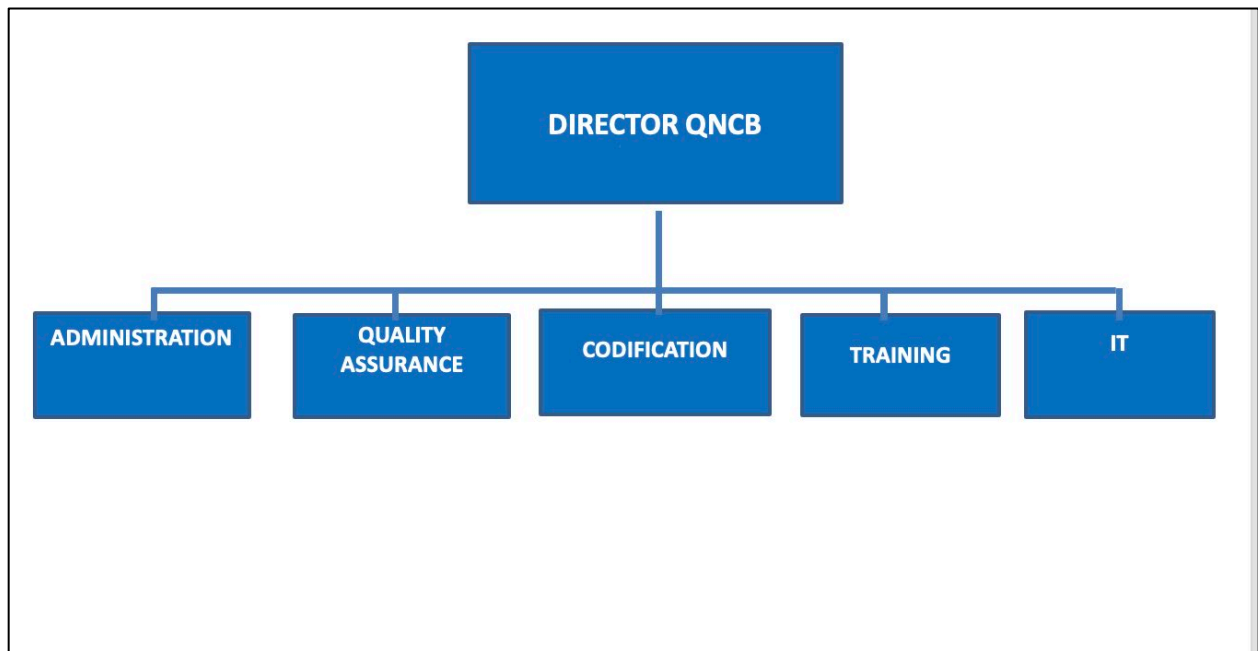 DIRECTOR QNCB
ADMINISTRATION
QUALITY
ASSURANCE
CODIFICATION
TRAINING
IT